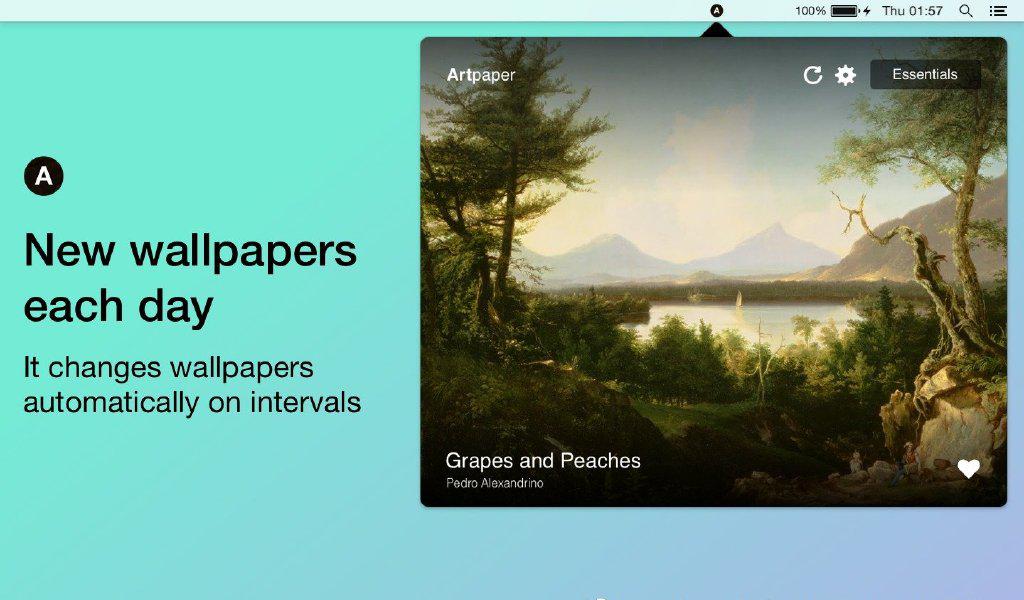 A
100%
Thu 01:57
Artpaper
Essentials
A
New wallpapers
each day
It changes wallpapers
automatically on intervals
Grapes and Peaches
Pedro Alexandrino